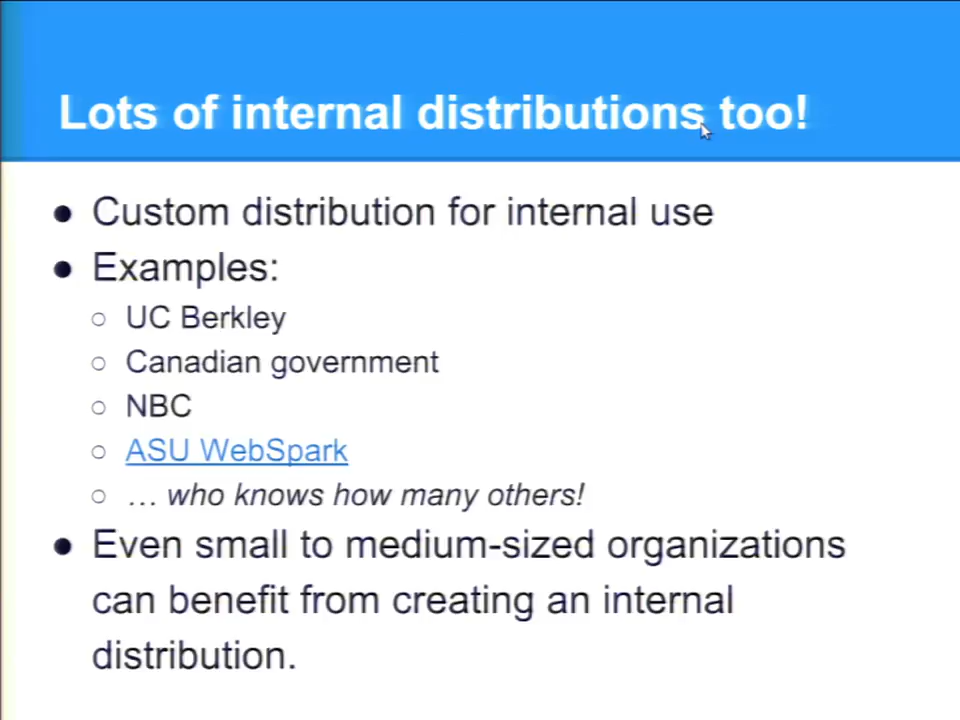 Lots of internal distributions too!
● Custom distribution for internal use
● Examples:
○ UC Berkley
○ Canadian government
○ NBC
○ ASU WebSpark
○ … who knows how many others!
● Even small to medium-sized organizations
can benefit from creating an internal
distribution.